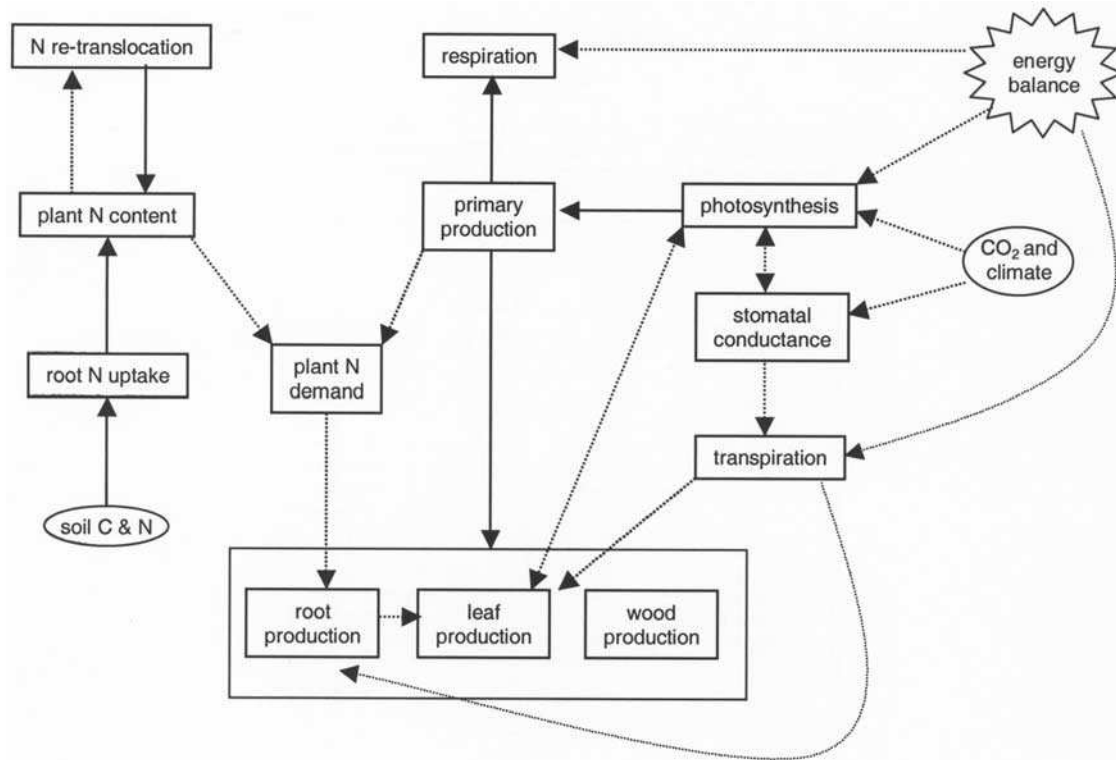 N re-translocation
respiration
energy
balance
plant N content
primary
production
photosynthesis
CO₂ and
climate
stomatal
conductance
root N uptake
plant N
demand
transpiration
soil C & N
root
production
leaf
production
wood
production